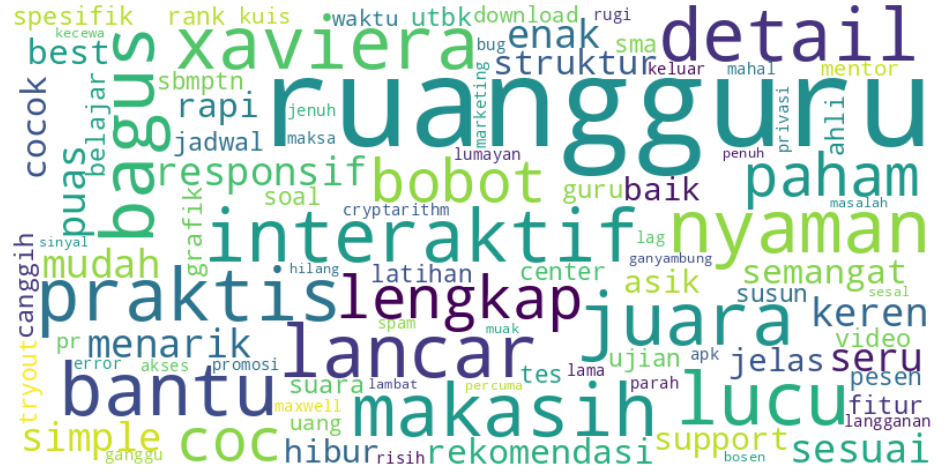 spesifik rank kuis •waktu utbk download rugi
kecewa
best bagus xaviera bug enak sma detail
sbmptn struktur keluar mahal mentor
cocok belajar rapi jenuh ruangguru
jadwal maksa marketing privasi ahli
puas responsif lumayan penuh
bobot guru baik paham
grafik soal cryptarithm masalah
sinyal interaktif lag nyaman
canggih mudah hilang latihan center ganyambung semangat
asik sesal
praktis lengkap juara susun keren
spam muak
pr menarik lancar video
error akses promosi ujian apk jelas seru
tryout bantu suara lambat tes lama parah pesen
maxwell percuma makasih lucu fitur
uang langganan
simple coc hibur rekomendasi support sesuai
ganggu risih bosen